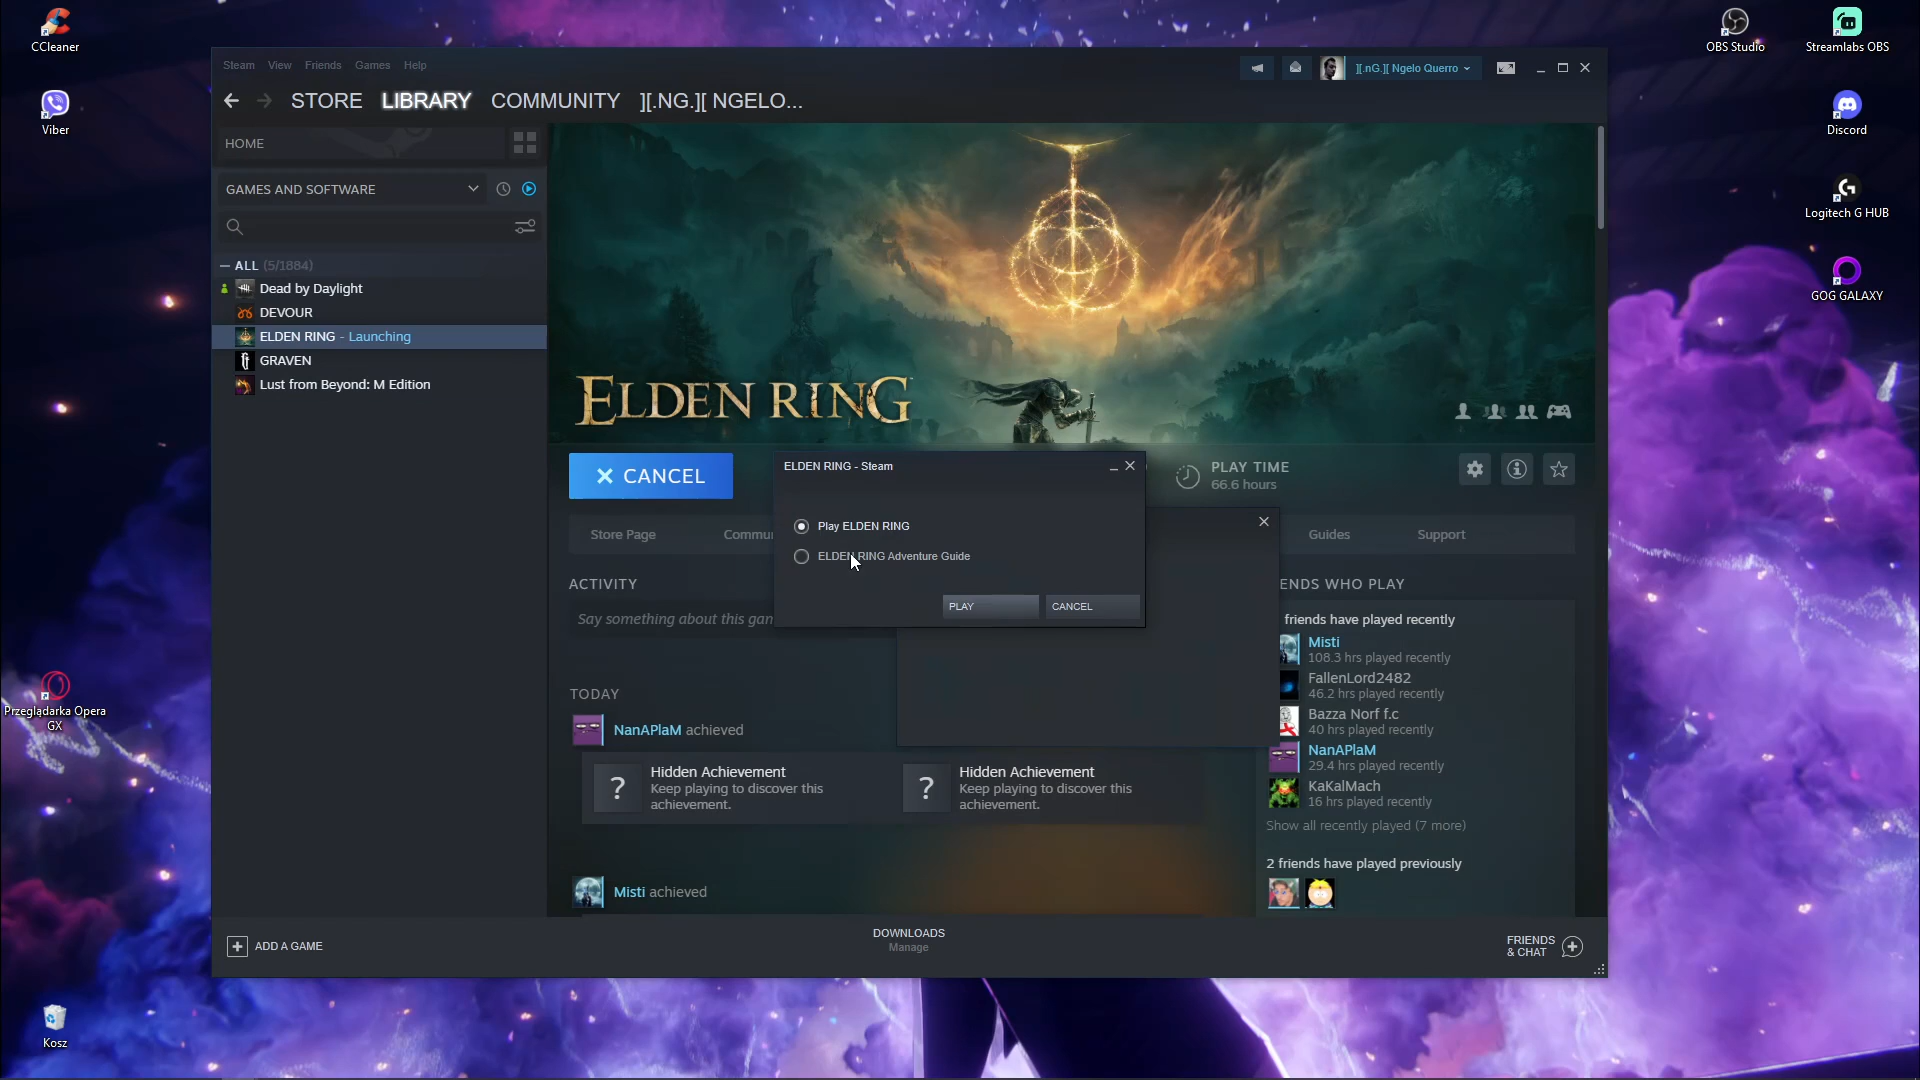 CCleaner
Viber
Przeglądarka Opera
GX
Kosz
OBS Studio
Streamlabs OBS
Discord
Logitech G HUB
GOG GALAXY
Steam View Friends Games Help
][.nG.][ Ngelo Querro
STORE LIBRARY COMMUNITY ][.NG.][ NGELO...
HOME
GAMES AND SOFTWARE
— ALL (5/1884)
Dead by Daylight
DEVOUR
ELDEN RING - Launching
GRAVEN
Lust from Beyond: M Edition
ELDEN RING
CANCEL
PLAY TIME
66.6 hours
ELDEN RING - Steam
Play ELDEN RING
ELDEN RING Adventure Guide
PLAY
CANCEL
Store Page
Commu
Guides
Support
ACTIVITY
Say something about this gam
TODAY
NanAPlaM achieved
?
Hidden Achievement
Keep playing to discover this
achievement.
?
Hidden Achievement
Keep playing to discover this
achievement.
Misti achieved
ENDS WHO PLAY
friends have played recently
Misti
108.3 hrs played recently
FallenLord2482
46.2 hrs played recently
Bazza Norf f.c
40 hrs played recently
NanAPlaM
29.4 hrs played recently
KaKalMach
16 hrs played recently
Show all recently played (7 more)
2 friends have played previously
ADD A GAME
DOWNLOADS
Manage
FRIENDS
& CHAT